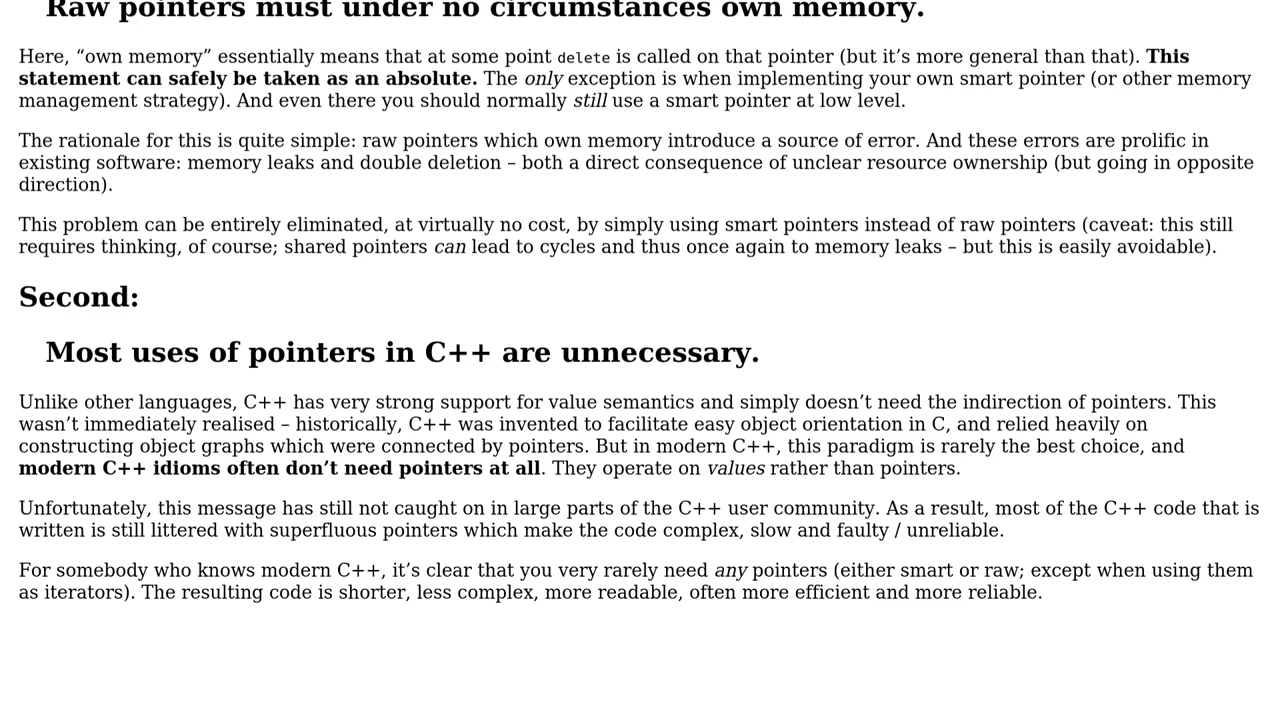 Raw pointers must under no circumstances own memory.
Here, “own memory” essentially means that at some point delete is called on that pointer (but it’s more general than that). This
statement can safely be taken as an absolute. The only exception is when implementing your own smart pointer (or other memory
management strategy). And even there you should normally still use a smart pointer at low level.
The rationale for this is quite simple: raw pointers which own memory introduce a source of error. And these errors are prolific in
existing software: memory leaks and double deletion – both a direct consequence of unclear resource ownership (but going in opposite
direction).
This problem can be entirely eliminated, at virtually no cost, by simply using smart pointers instead of raw pointers (caveat: this still
requires thinking, of course; shared pointers can lead to cycles and thus once again to memory leaks – but this is easily avoidable).
Second:
Most uses of pointers in C++ are unnecessary.
Unlike other languages, C++ has very strong support for value semantics and simply doesn’t need the indirection of pointers. This
wasn’t immediately realised – historically, C++ was invented to facilitate easy object orientation in C, and relied heavily on
constructing object graphs which were connected by pointers. But in modern C++, this paradigm is rarely the best choice, and
modern C++ idioms often don’t need pointers at all. They operate on values rather than pointers.
Unfortunately, this message has still not caught on in large parts of the C++ user community. As a result, most of the C++ code that is
written is still littered with superfluous pointers which make the code complex, slow and faulty / unreliable.
For somebody who knows modern C++, it’s clear that you very rarely need any pointers (either smart or raw; except when using them
as iterators). The resulting code is shorter, less complex, more readable, often more efficient and more reliable.